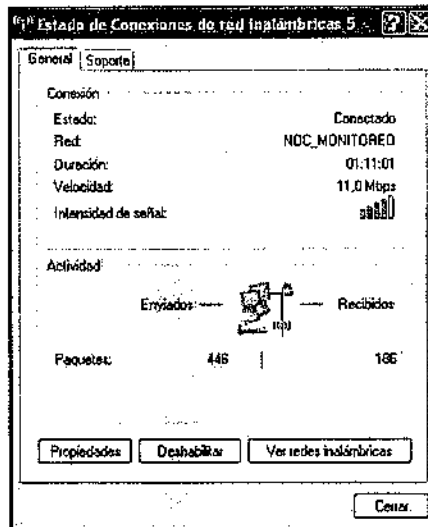 Estado de Conexiones de red inalámbricas 5
General Soporte
Conexión
Estado: Conectado
Red: NOC_MONITOREO
Duración: 01:11:01
Velocidad: 11,0 Mbps
Intensidad de señal:
Actividad
Enviados Recibidos
Paquetes: 446 186
Propiedades Deshabilitar Ver redes inalámbricas
Cerrar